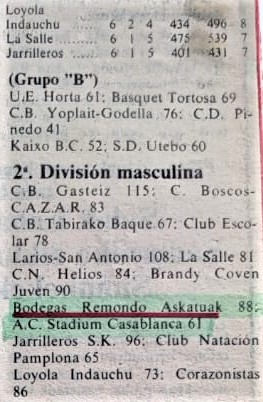 Loyola
Indauchu 6 2 4 434 496 8
La Salle ........ 6 1 5 475 539 7
Jarrilleros ...... 6 1 5 401 431 7
(Grupo "B")
U.E. Horta 61; Basquet Tortosa 69
C.B. Yoplait-Godella 76; C.D. Pi-
nedo 41
Kaixo B.C. 52; S.D. Utebo 60
2ª. División masculina
C.B. Gasteiz 115; C. Boscos-
C.A.Z.A.R. 83
C.B. Tabirako Baque 67; Club Esco-
lar 78
Larios-San Antonio 108; La Salle 81
C.N. Helios 84; Brandy Coven
Juven 90
Bodegas Remondo Askatuak 88;
A.C. Stadium Casablanca 61
Jarrilleros S.K. 96; Club Natación
Pamplona 65
Loyola Indauchu 73; Corazonistas
86